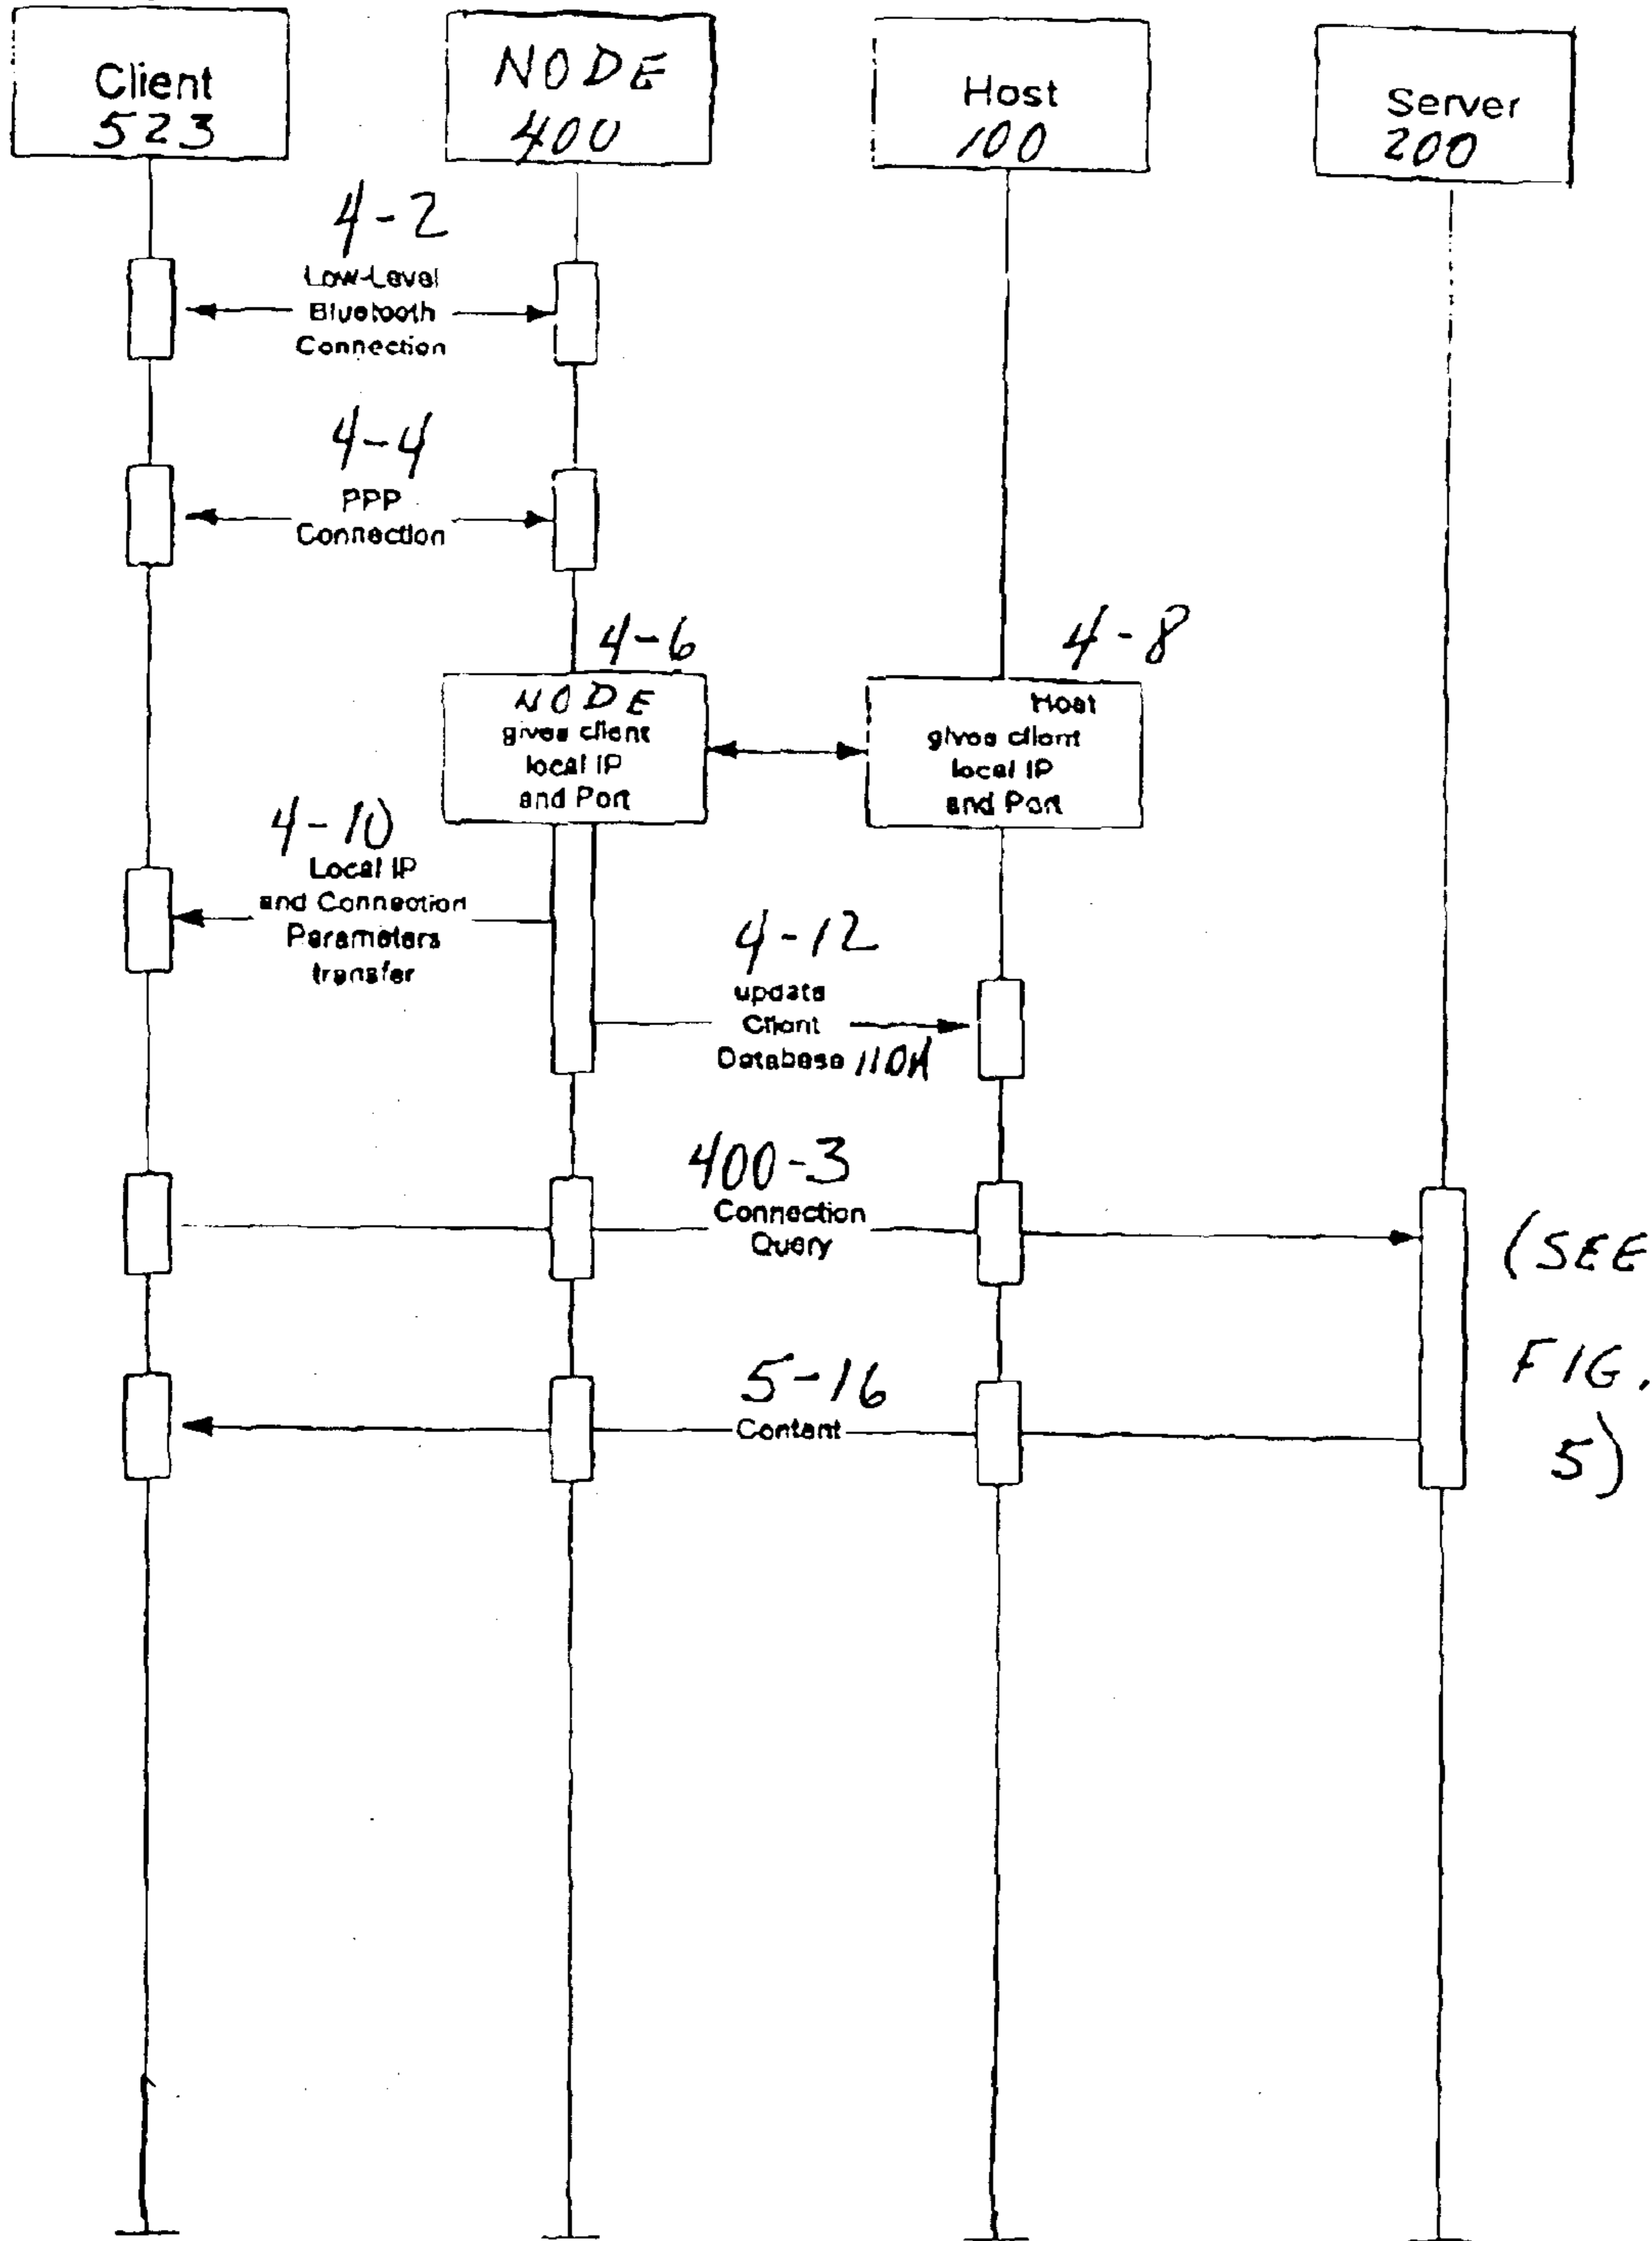 Client
523
NODE
400
Host
100
Server
200
4-2
Low-Level
Bluetooth
Connection
4-4
PPP
Connection
4-6
NODE
gives client
local IP
and Port
4-8
Host
gives client
local IP
and Port
4-10
Local IP
and Connection
Parameters
transfer
4-12
update
Client
Database 110A
400-3
Connection
Query
(SEE
FIG.
5)
5-16
Content